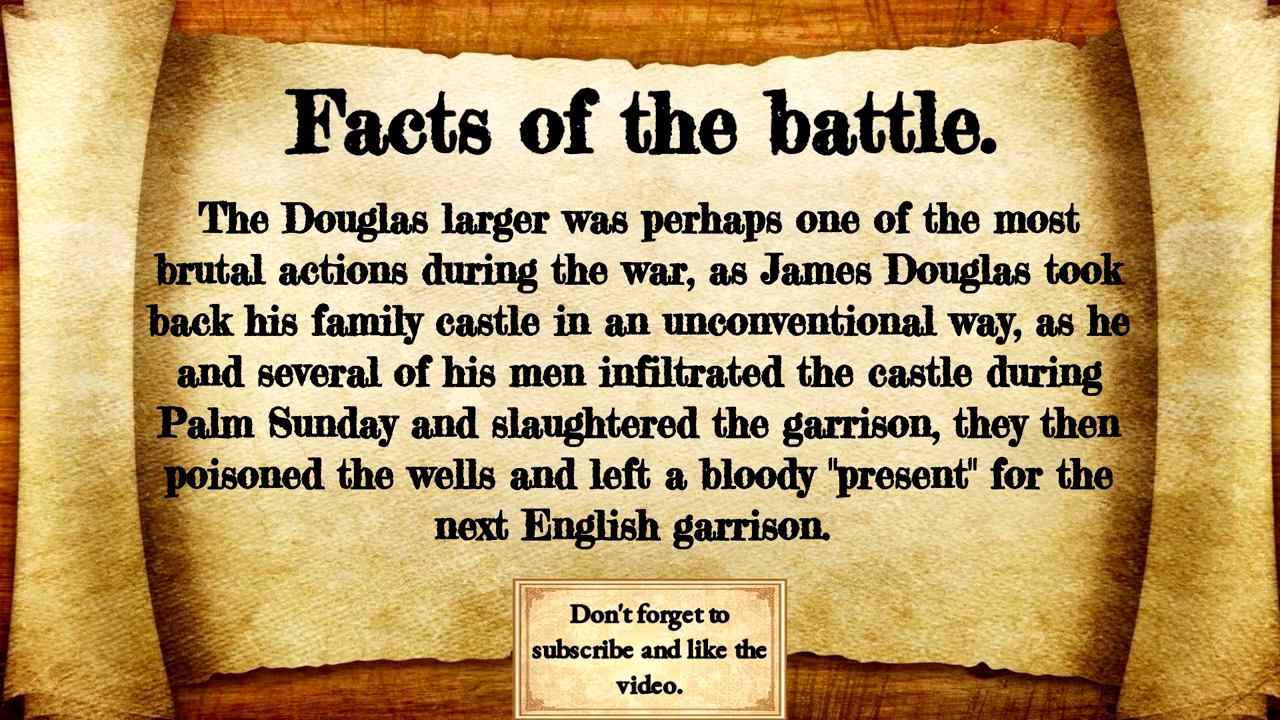 Facts of the battle.
The Douglas larger was perhaps one of the most
brutal actions during the war, as James Douglas took
back his family castle in an unconventional way, as he
and several of his men infiltrated the castle during
Palm Sunday and slaughtered the garrison, they then
poisoned the wells and left a bloody "present" for the
next English garrison.
Don't forget to
subscribe and like the
video.